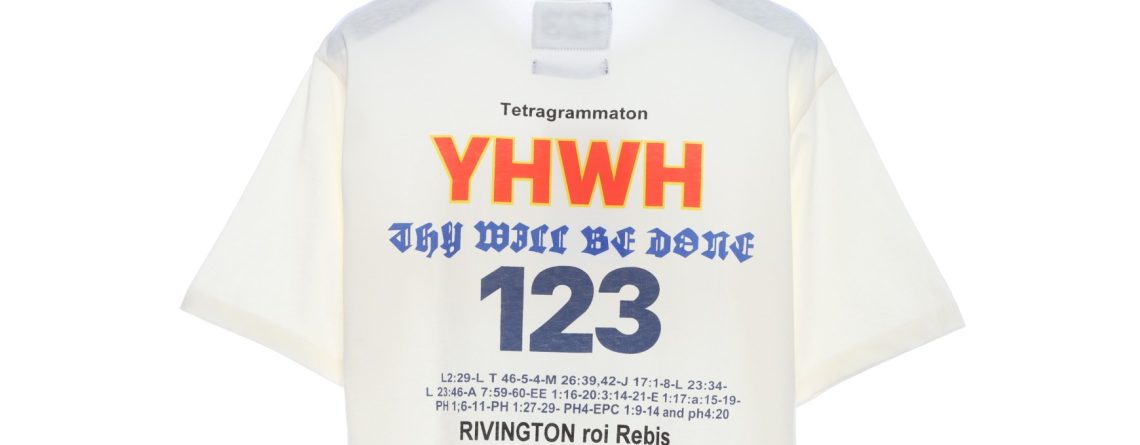 Tetragrammaton
YHWH
THY WILL BE DONE
123
L2:29-L T 46-5-4-M 26:39,42-J 17:1-8-L 23:34-
L 23:46-A 7:59-60-EE 1:16-20:3:14-21-E 1:17:a:15-19-
PH 1;6-11-PH 1:27-29- PH4-EPC 1:9-14 and ph4:20
RIVINGTON roi Rebis